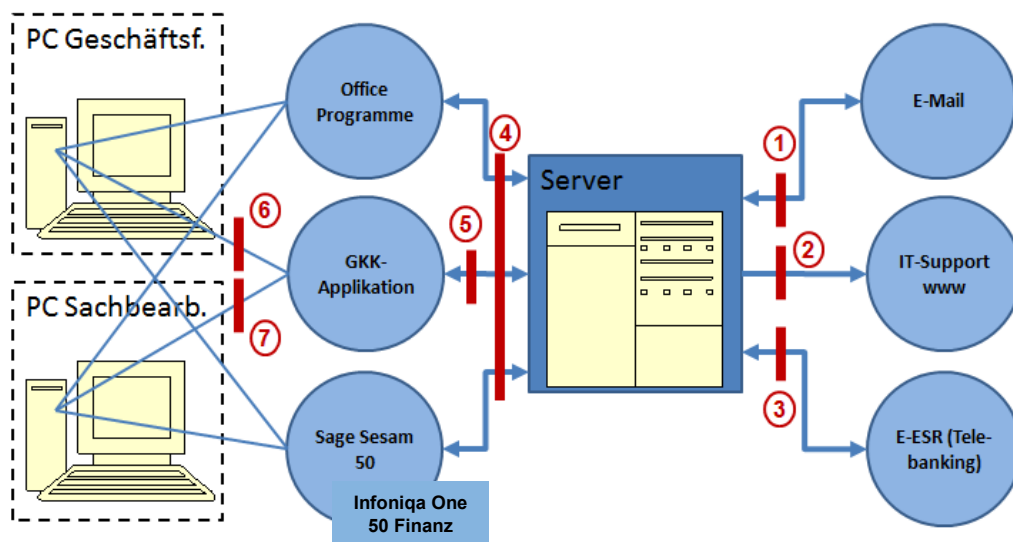 PC Geschäftsf.
Office
Programme
E-Mail
4
1
Server
6
5
2
GKK-
Applikation
IT-Support
www
PC Sachbearb.
7
3
Sage Sesam
50
E-ESR (Tele-
banking)
Infoniqa One
50 Finanz